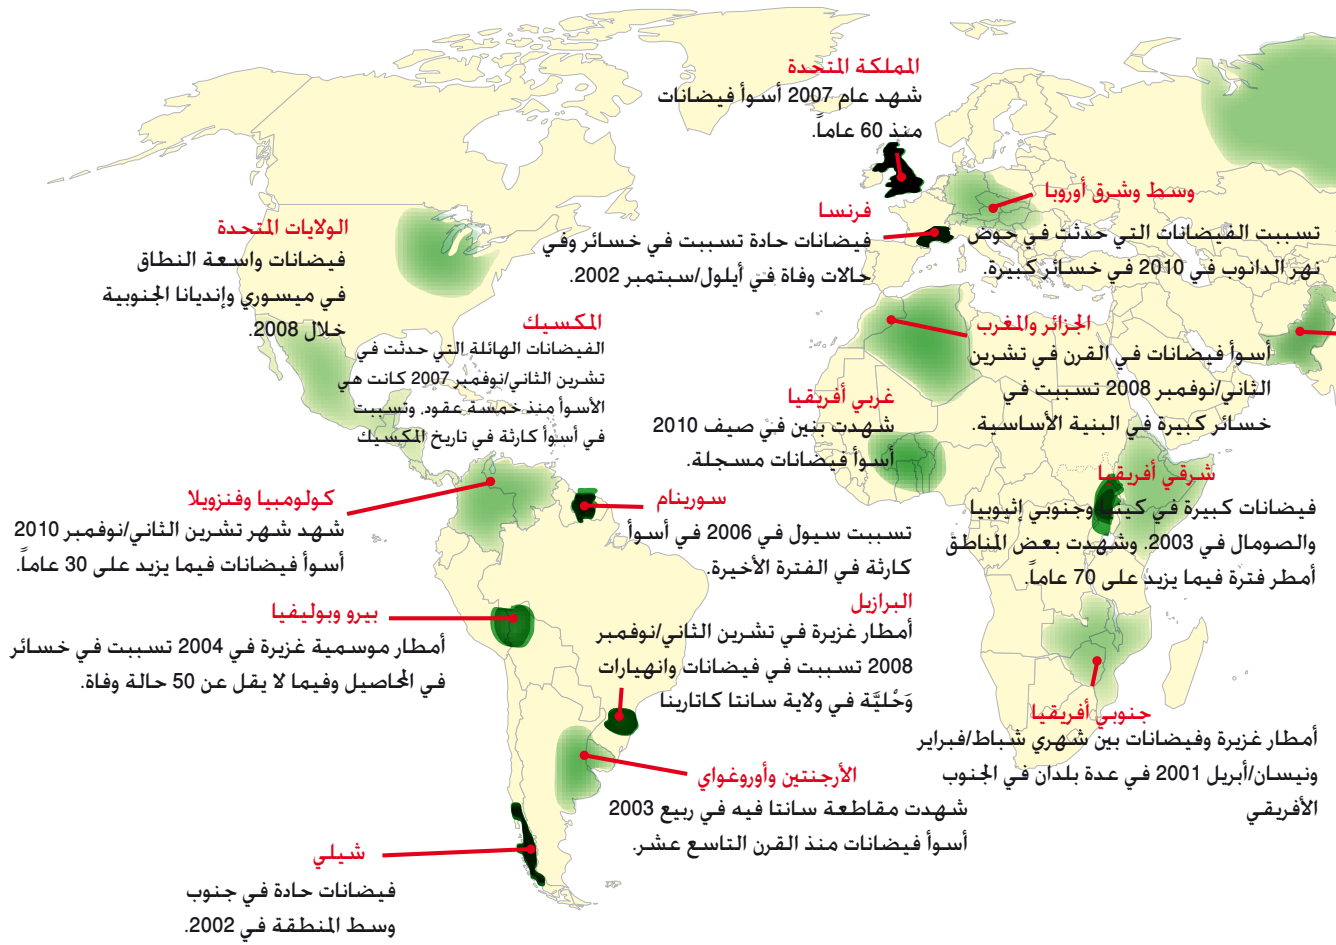 المملكة المتحدة
شهد عام 2007 أسوأ فيضانات
منذ 60 عاماً.
وسط وشرق أوروبا
تسببت الفيضانات التي حدثت في حوض
نهر الدانوب في 2010 في خسائر كبيرة.
فرنسا
فيضانات حادة تسببت في خسائر وفي
حالات وفاة في أيلول/سبتمبر 2002.
الولايات المتحدة
فيضانات واسعة النطاق
في ميسوري وإنديانا الجنوبية
خلال 2008.
المكسيك
الفيضانات الهائلة التي حدثت في
تشرين الثاني/نوفمبر 2007 كانت هي
الأسوأ منذ خمسة عقود. وتسببت
في أسوأ كارثة في تاريخ المكسيك
الجزائر والمغرب
أسوأ فيضانات في القرن في تشرين
الثاني/نوفمبر 2008 تسببت في
خسائر كبيرة في البنية الأساسية.
غربي أفريقيا
شهدت بنين في صيف 2010
أسوأ فيضانات مسجلة.
شرقي أفريقيا
فيضانات كبيرة في كينيا وجنوبي إثيوبيا
والصومال في 2003. وشهدت بعض المناطق
أمطر فترة فيما يزيد على 70 عاماً.
كولومبيا وفنزويلا
شهد شهر تشرين الثاني/نوفمبر 2010
أسوأ فيضانات فيما يزيد على 30 عاماً.
سورينام
تسببت سيول في 2006 في أسوأ
كارثة في الفترة الأخيرة.
بيرو وبوليفيا
أمطار موسمية غزيرة في 2004 تسببت في خسائر
في المحاصيل وفيما لا يقل عن 50 حالة وفاة.
البرازيل
أمطار غزيرة في تشرين الثاني/نوفمبر
2008 تسببت في فيضانات وانهيارات
وَحْليَّة في ولاية سانتا كاتارينا
جنوبي أفريقيا
أمطار غزيرة وفيضانات بين شهري شباط/فبراير
ونيسان/أبريل 2001 في عدة بلدان في الجنوب
الأفريقي
الأرجنتين وأوروغواي
شهدت مقاطعة سانتا فيه في ربيع 2003
أسوأ فيضانات منذ القرن التاسع عشر.
شيلي
فيضانات حادة في جنوب
وسط المنطقة في 2002.